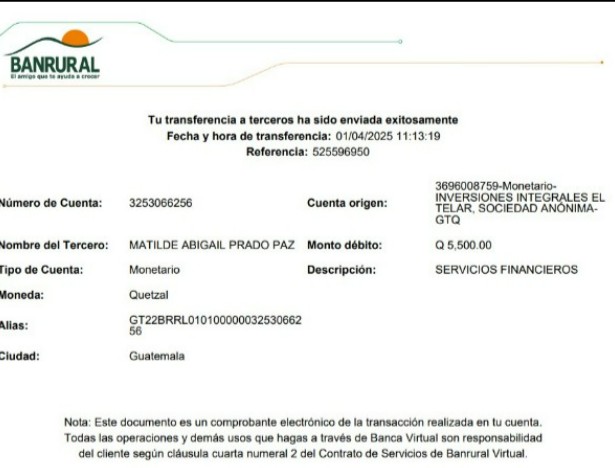 BANRURAL
El amigo que te ayuda a crecer
Tu transferencia a terceros ha sido enviada exitosamente
Fecha y hora de transferencia: 01/04/2025 11:13:19
Referencia: 525596950
Número de Cuenta: 3253066256
Cuenta origen: 3696008759-Monetario-
INVERSIONES INTEGRALES EL
TELAR, SOCIEDAD ANÓNIMA-
GTQ
Nombre del Tercero: MATILDE ABIGAIL PRADO PAZ
Monto débito: Q 5,500.00
Tipo de Cuenta: Monetario
Descripción: SERVICIOS FINANCIEROS
Moneda: Quetzal
Alias: GT22BRRL010100000032530662
56
Ciudad: Guatemala
Nota: Este documento es un comprobante electrónico de la transacción realizada en tu cuenta.
Todas las operaciones y demás usos que hagas a través de Banca Virtual son responsabilidad
del cliente según cláusula cuarta numeral 2 del Contrato de Servicios de Banrural Virtual.